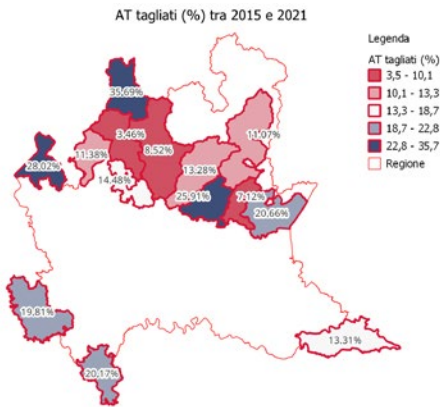 AT tagliati (%) tra 2015 e 2021
Legenda
AT tagliati (%)
3,5 - 10,1
10,1 - 13,3
13,3 - 18,7
18,7 - 22,8
22,8 - 35,7
Regione
35.69%
3.46%
11.07%
28.02%
11.38%
8.52%
13.28%
14.48%
25.91%
7.12%
20.66%
19.81%
13.31%
20.17%